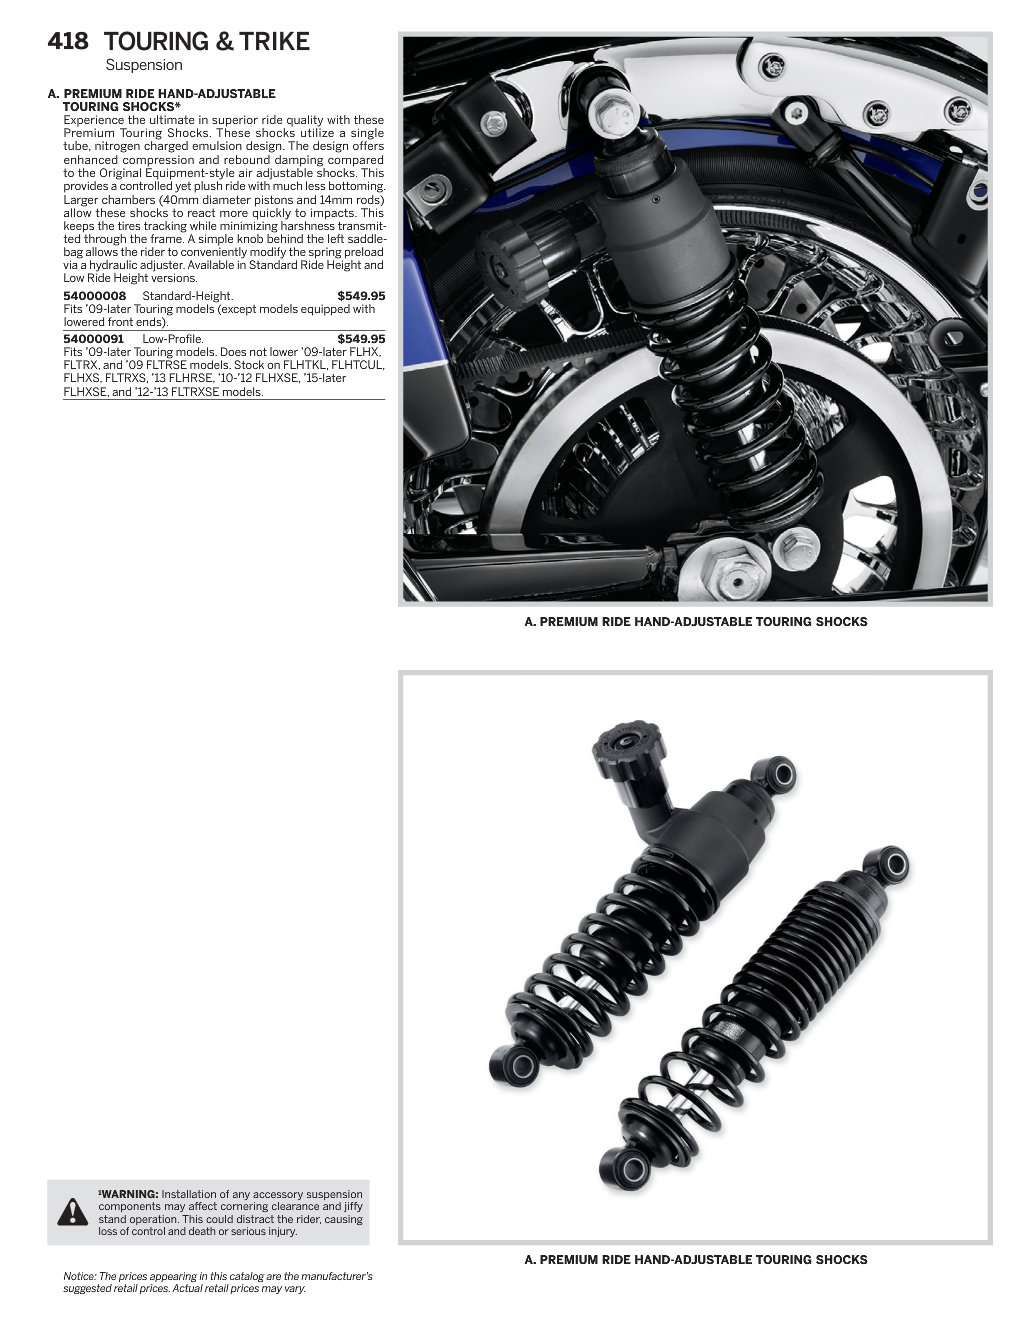 418 TOURING & TRIKE
Suspension
A. PREMIUM RIDE HAND-ADJUSTABLE
TOURING SHOCKS*
Experience the ultimate in superior ride quality with these
Premium Touring Shocks. These shocks utilize a single
tube, nitrogen charged emulsion design. The design offers
enhanced compression and rebound damping compared
to the Original Equipment-style air adjustable shocks. This
provides a controlled yet plush ride with much less bottoming.
Larger chambers (40mm diameter pistons and 14mm rods)
allow these shocks to react more quickly to impacts. This
keeps the tires tracking while minimizing harshness transmit-
ted through the frame. A simple knob behind the left saddle-
bag allows the rider to conveniently modify the spring preload
via a hydraulic adjuster. Available in Standard Ride Height and
Low Ride Height versions.
54000008 Standard-Height. $549.95
Fits ’09-later Touring models (except models equipped with
lowered front ends).
54000091 Low-Profile. $549.95
Fits ’09-later Touring models. Does not lower ’09-later FLHX,
FLTRX, and ’09 FLTRSE models. Stock on FLHTKL, FLHTCUL,
FLHXS, FLTRXS, ’13 FLHRSE, ’10-’12 FLHXSE, ’15-later
FLHXSE, and ’12-’13 FLTRXSE models.
A. PREMIUM RIDE HAND-ADJUSTABLE TOURING SHOCKS
‡WARNING: Installation of any accessory suspension
components may affect cornering clearance and jiffy
stand operation. This could distract the rider, causing
loss of control and death or serious injury.
A. PREMIUM RIDE HAND-ADJUSTABLE TOURING SHOCKS
Notice: The prices appearing in this catalog are the manufacturer's
suggested retail prices. Actual retail prices may vary.